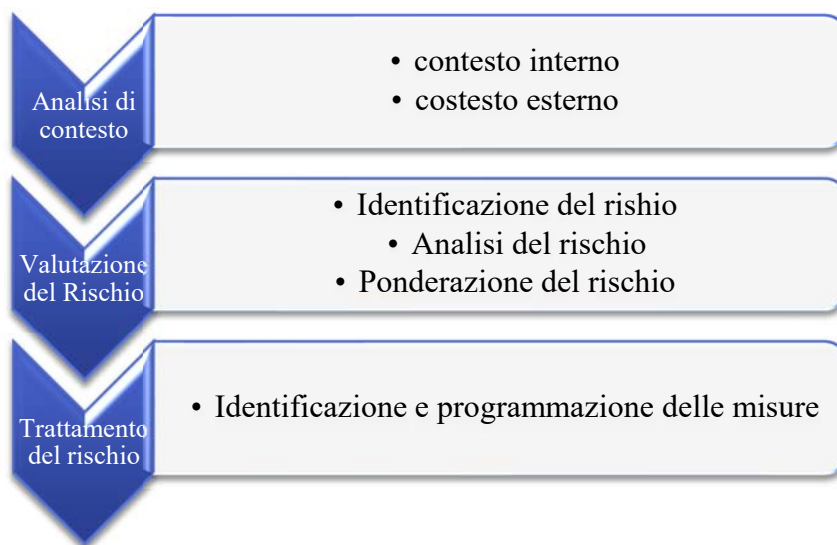 Analisi di
contesto
• contesto interno
• costesto esterno
Valutazione
del Rischio
• Identificazione del rishio
• Analisi del rischio
• Ponderazione del rischio
Trattamento
del rischio
• Identificazione e programmazione delle misure